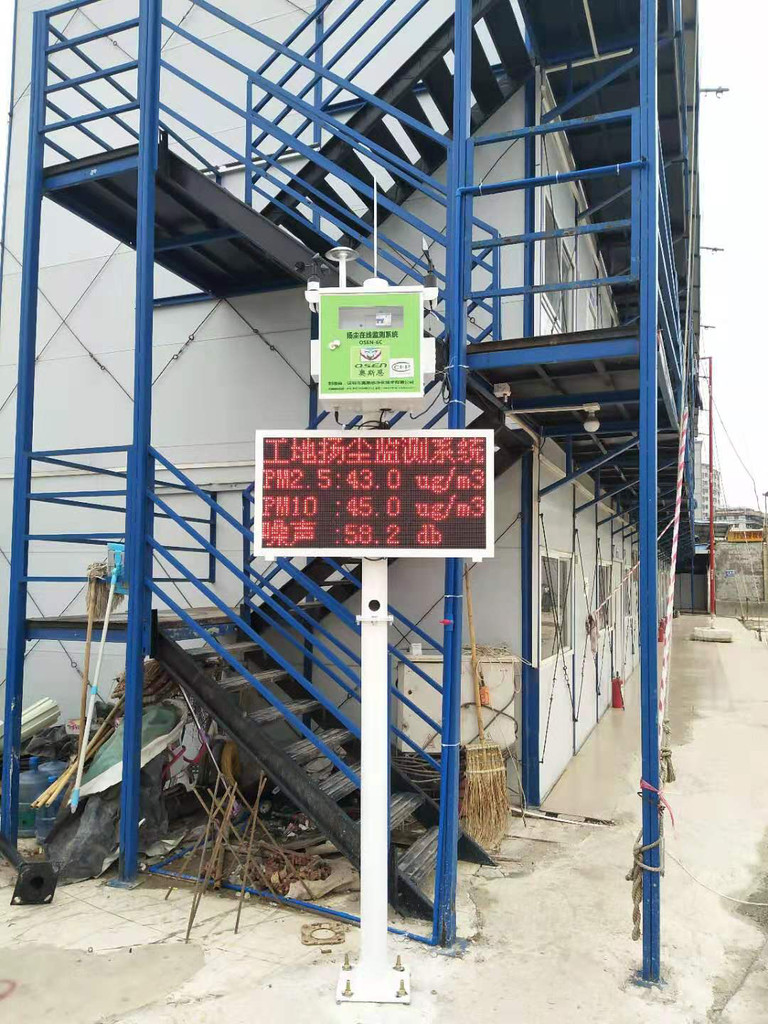 扬尘在线监测系统
OSEN-6C
OSEN
奥斯恩
工地扬尘监测系统
PM2.5:43.0 ug/m3
PM10 :45.0 ug/m3
噪声 :58.2 db